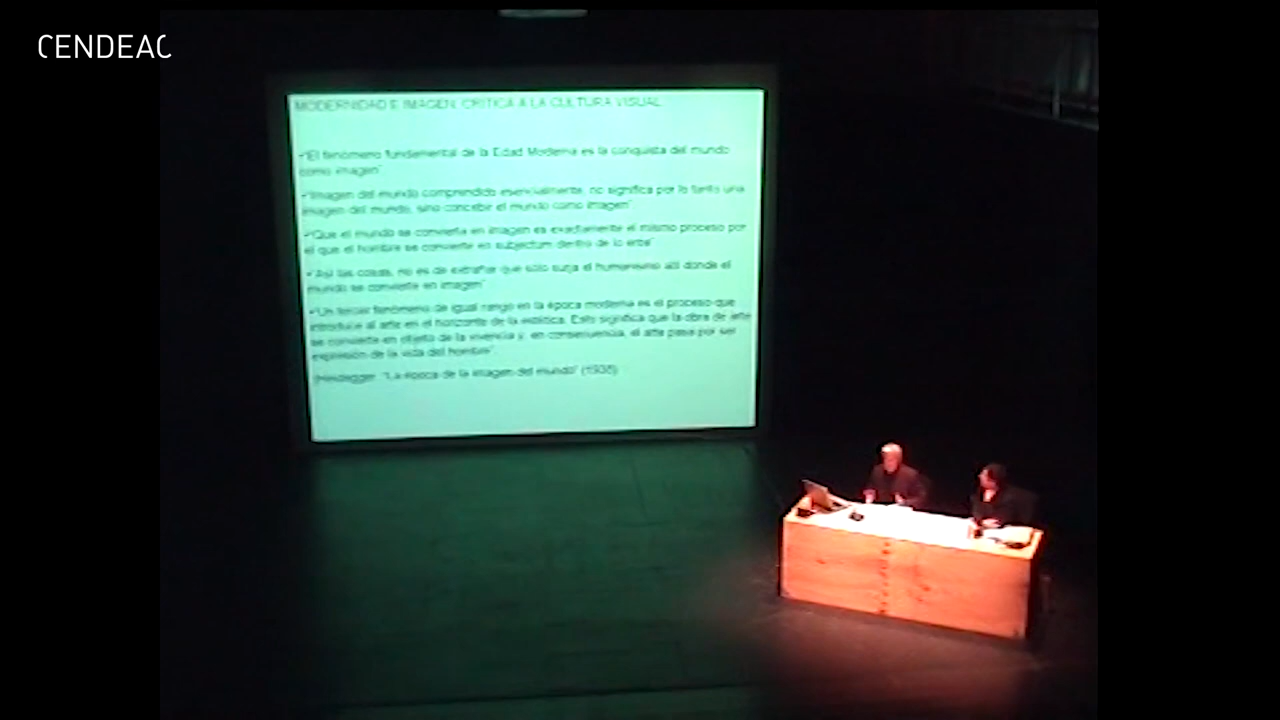 CENDEAC
MODERNIDAD E IMAGEN. CRÍTICA A LA CULTURA VISUAL
"El fenómeno fundamental de la Edad Moderna es la conquista del mundo
como imagen"
"Imagen del mundo comprendido esencialmente, no significa por lo tanto una
imagen del mundo, sino concebir el mundo como imagen"
"Que el mundo se convierta en imagen es exactamente el mismo proceso por
el que el hombre se convierte en subjectum dentro de lo ente"
"Así las cosas, no es de extrañar que sólo surja el humanismo allí donde el
mundo se convierte en imagen"
"Un tercer fenómeno de igual rango en la época moderna es el proceso que
introduce al arte en el horizonte de la estética. Esto significa que la obra de arte
se convierte en objeto de la vivencia y, en consecuencia, el arte pasa por ser
expresión de la vida del hombre".
(Heidegger: "La época de la imagen del mundo" (1938)